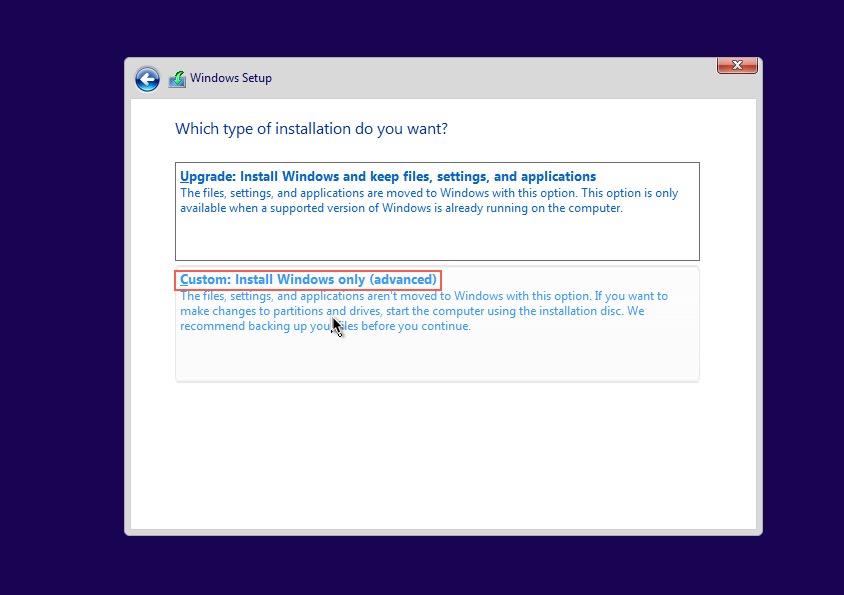 Windows Setup
Which type of installation do you want?
Upgrade: Install Windows and keep files, settings, and applications
The files, settings, and applications are moved to Windows with this option. This option is only
available when a supported version of Windows is already running on the computer.
Custom: Install Windows only (advanced)
The files, settings, and applications aren't moved to Windows with this option. If you want to
make changes to partitions and drives, start the computer using the installation disc. We
recommend backing up your files before you continue.